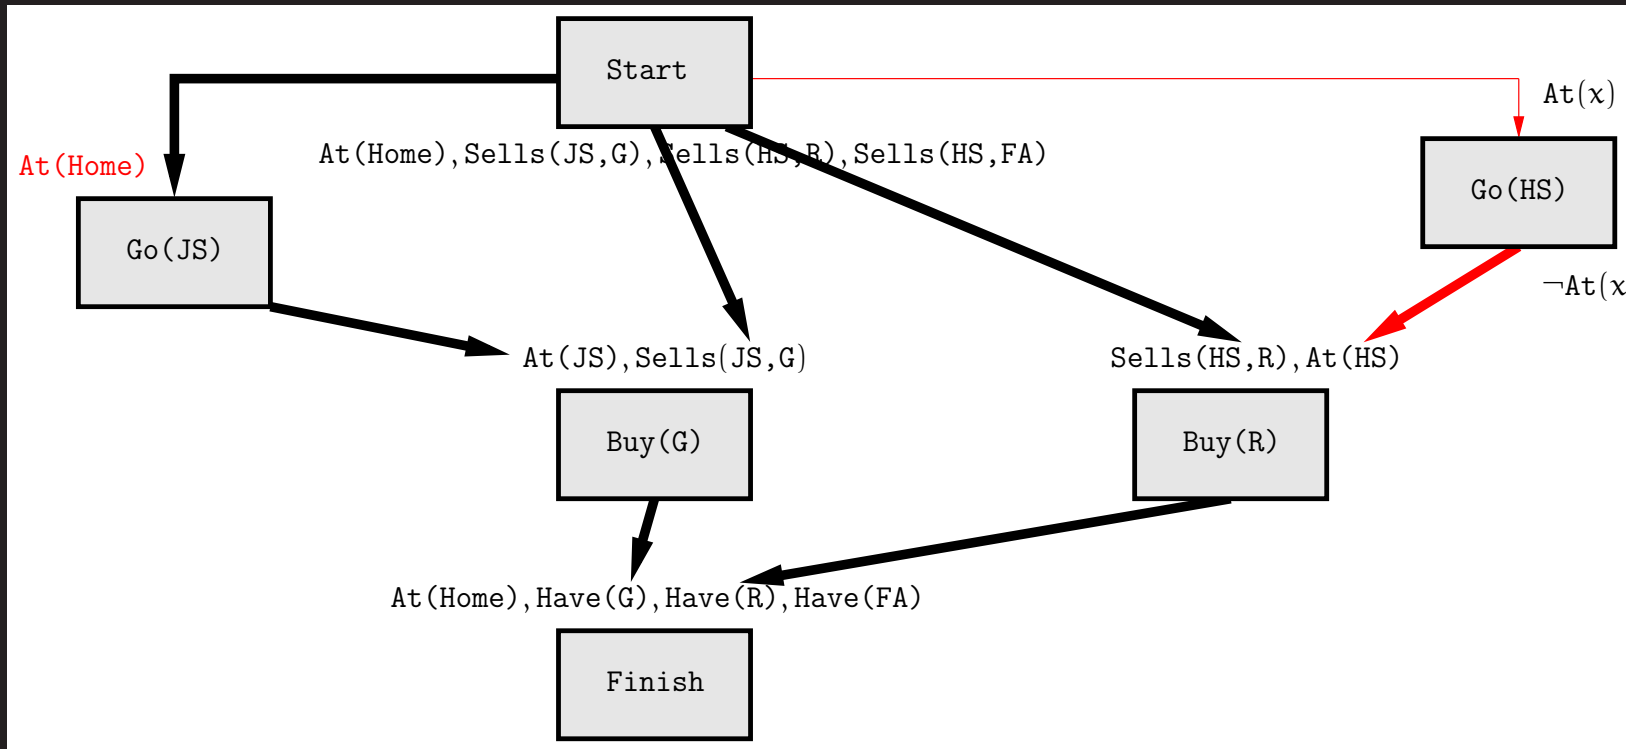 Start
At(x)
At(Home)
At(Home),Sells(JS,G),Sells(HS,R),Sells(HS,FA)
Go(HS)
Go(JS)
¬At(x
At(JS),Sells(JS,G)
Sells(HS,R),At(HS)
Buy(G)
Buy(R)
At(Home),Have(G),Have(R),Have(FA)
Finish